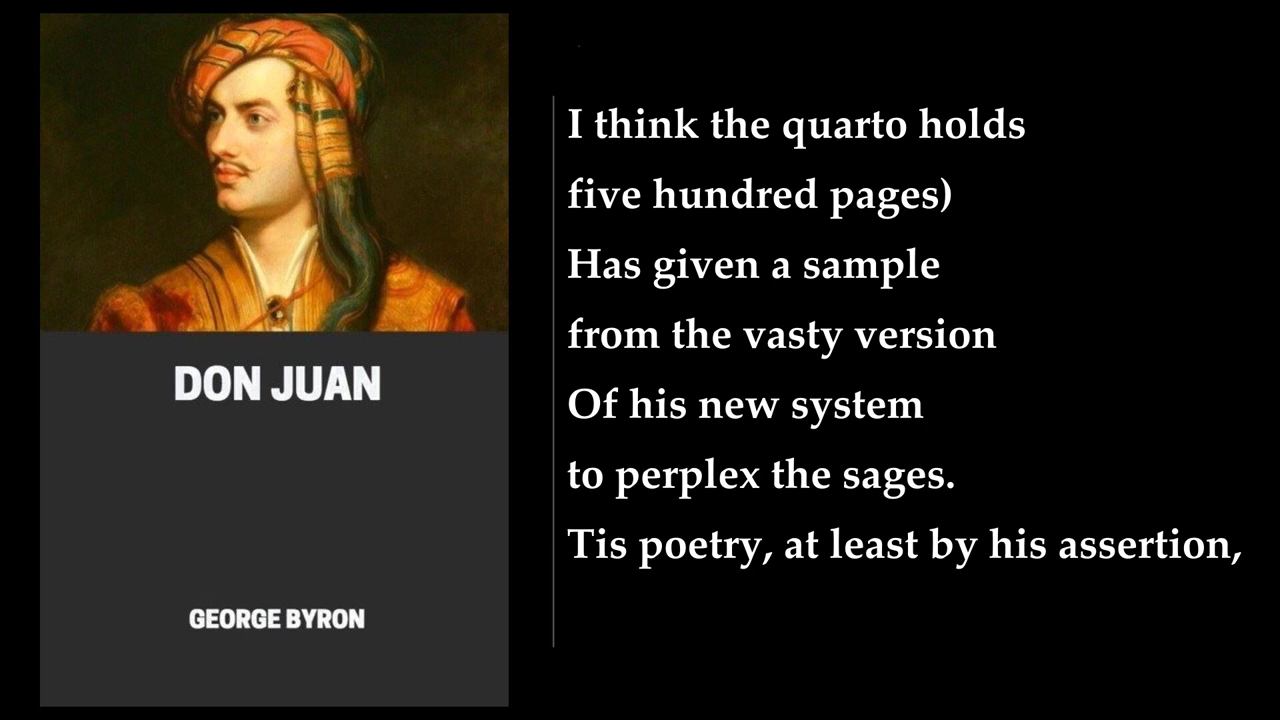 DON JUAN
GEORGE BYRON
I think the quarto holds
five hundred pages)
Has given a sample
from the vasty version
Of his new system
to perplex the sages.
Tis poetry, at least by his assertion,